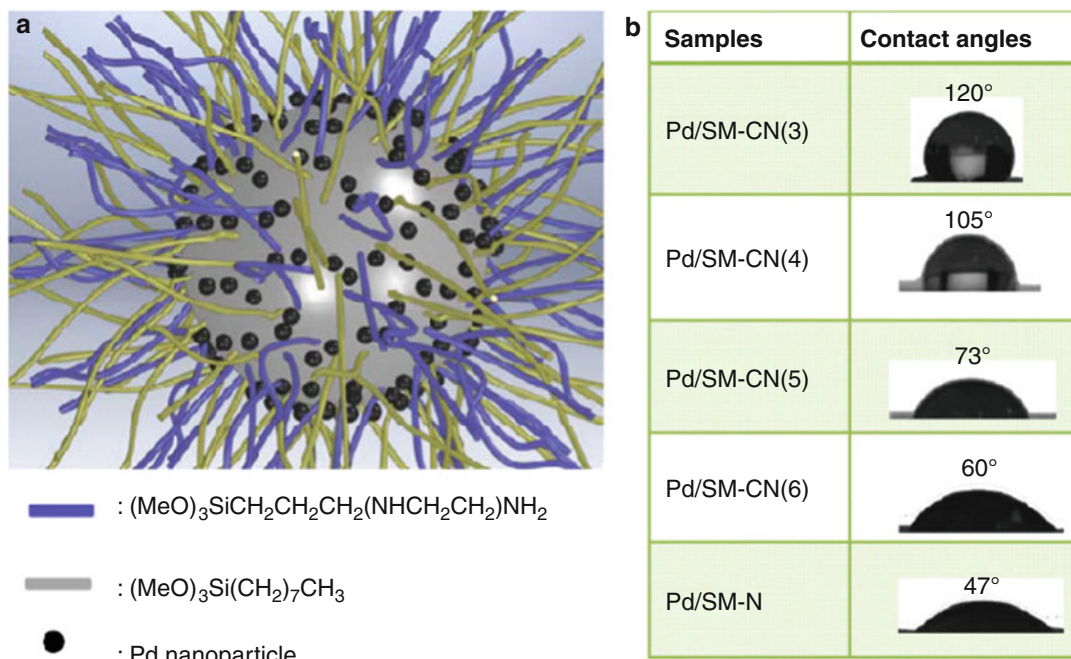 a
: (MeO)₃SiCH₂CH₂CH₂(NHCH₂CH₂)NH₂
: (MeO)₃Si(CH₂)₇CH₃
: Pd nanoparticle
b
Samples Contact angles
Pd/SM-CN(3) 120°
Pd/SM-CN(4) 105°
Pd/SM-CN(5) 73°
Pd/SM-CN(6) 60°
Pd/SM-N 47°